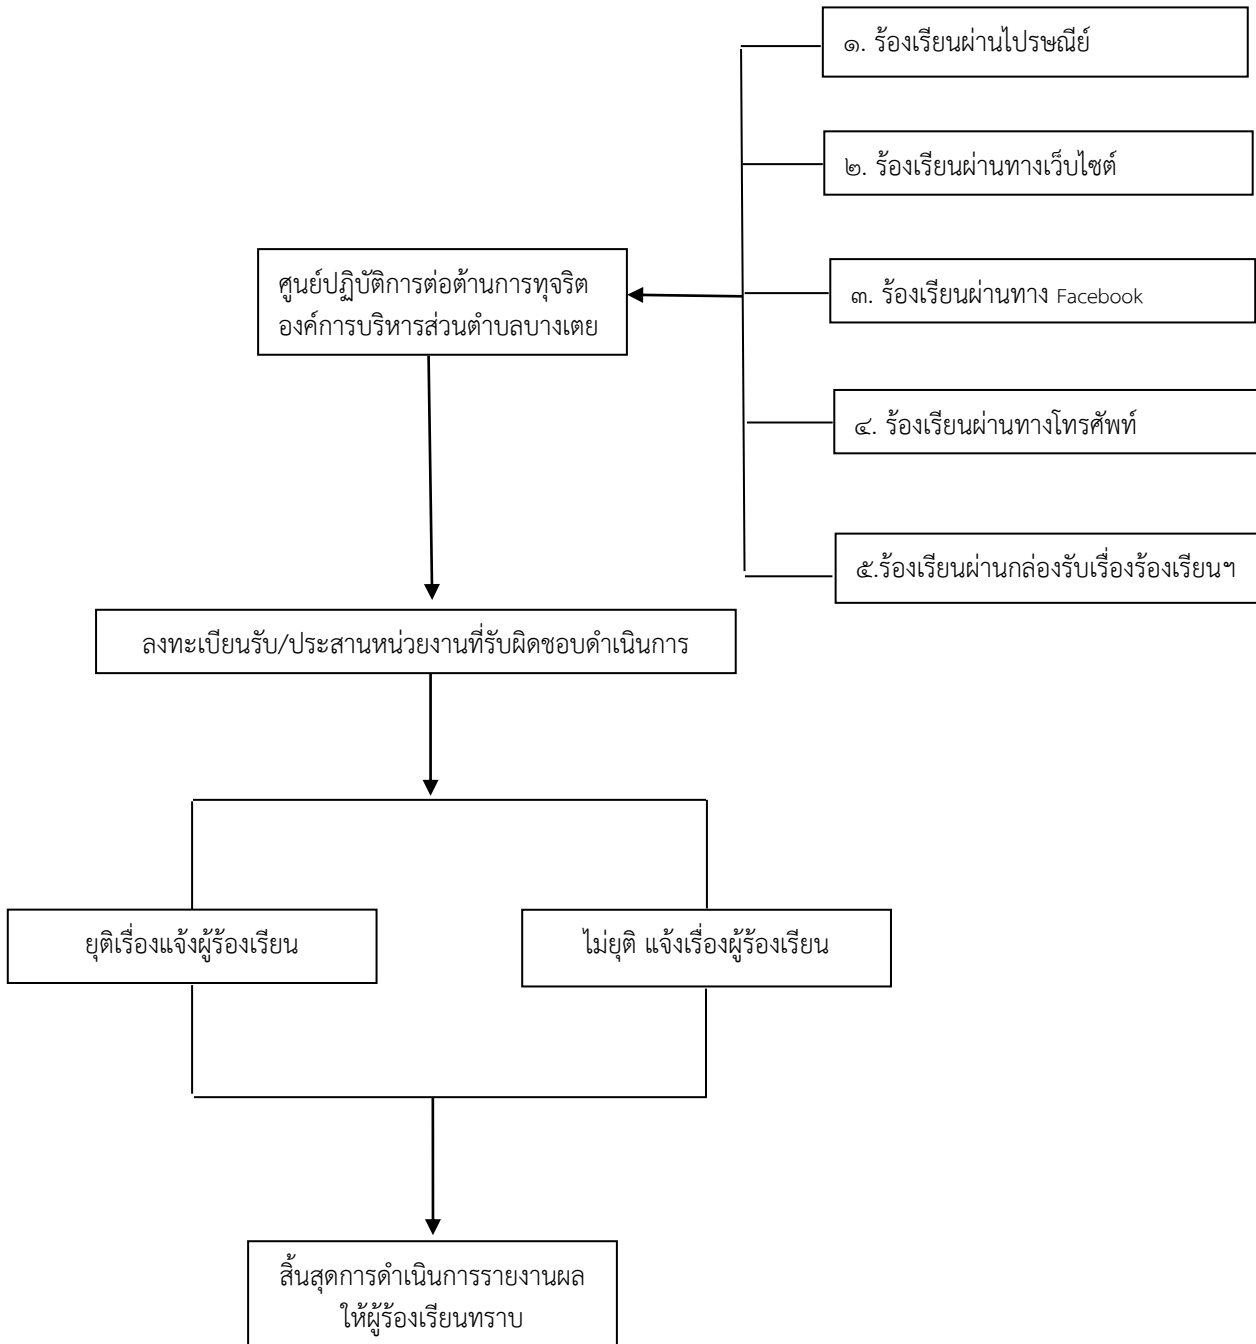 ๑. ร้องเรียนผ่านไปรษณีย์
๒. ร้องเรียนผ่านทางเว็บไซต์
๓. ร้องเรียนผ่านทาง Facebook
๔. ร้องเรียนผ่านทางโทรศัพท์
๕.ร้องเรียนผ่านกล่องรับเรื่องร้องเรียนฯ
ศูนย์ปฏิบัติการต่อต้านการทุจริต
องค์การบริหารส่วนตำบลบางเตย
ลงทะเบียนรับ/ประสานหน่วยงานที่รับผิดชอบดำเนินการ
ยุติเรื่องแจ้งผู้ร้องเรียน
ไม่ยุติ แจ้งเรื่องผู้ร้องเรียน
สิ้นสุดการดำเนินการรายงานผล
ให้ผู้ร้องเรียนทราบ